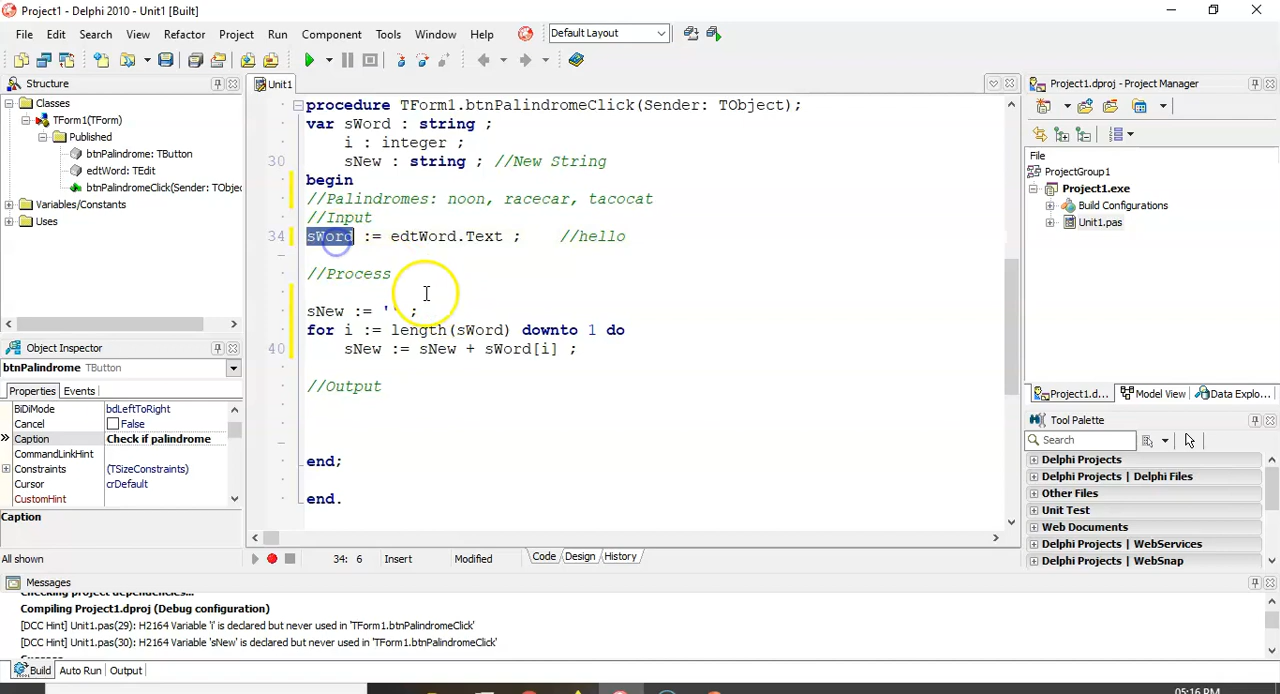 Project1 - Delphi 2010 - Unit1 [Built]
File Edit Search View Refactor Project Run Component Tools Window Help Default Layout
Structure
Classes
TForm1(TForm)
Published
btnPalindrome: TButton
edtWord: TEdit
btnPalindromeClick(Sender: TObje
Variables/Constants
Uses
Object Inspector
btnPalindrome TButton
Properties Events
BiDiMode bdLeftToRight
Cancel False
Caption Check if palindrome
CommandLinkHint
Constraints (TSizeConstraints)
Cursor crDefault
CustomHint
Caption
All shown
Unit1
procedure TForm1.btnPalindromeClick(Sender: TObject);
var sWord : string ;
i : integer ;
30 sNew : string ; //New String
begin
//Palindromes: noon, racecar, tacocat
//Input
34 sWord := edtWord.Text ; //hello
//Process
sNew := '' ;
for i := length(sWord) downto 1 do
40 sNew := sNew + sWord[i] ;
//Output
end;
end.
34: 6 Insert Modified Code Design History
Project1.dproj - Project Manager
File
ProjectGroup1
Project1.exe
Build Configurations
Unit1.pas
Project1.d... Model View Data Explo...
Tool Palette
Search
Delphi Projects
Delphi Projects | Delphi Files
Other Files
Unit Test
Web Documents
Delphi Projects | WebServices
Delphi Projects | WebSnap
Messages
Checking project dependencies...
Compiling Project1.dproj (Debug configuration)
[DCC Hint] Unit1.pas(29): H2164 Variable 'i' is declared but never used in 'TForm1.btnPalindromeClick'
[DCC Hint] Unit1.pas(30): H2164 Variable 'sNew' is declared but never used in 'TForm1.btnPalindromeClick'
Build Auto Run Output
05:16 PM